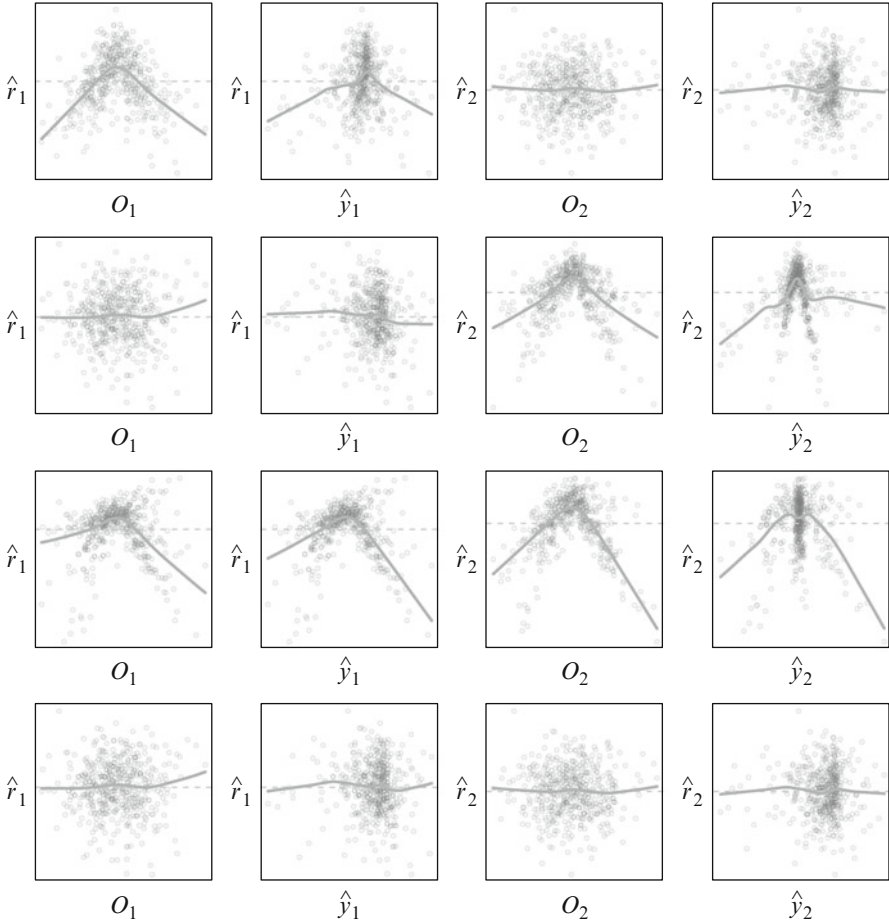 r̂₁ r̂₁ r̂₂ r̂₂
O₁ ŷ₁ O₂ ŷ₂
r̂₁ r̂₁ r̂₂ r̂₂
O₁ ŷ₁ O₂ ŷ₂
r̂₁ r̂₁ r̂₂ r̂₂
O₁ ŷ₁ O₂ ŷ₂
r̂₁ r̂₁ r̂₂ r̂₂
O₁ ŷ₁ O₂ ŷ₂